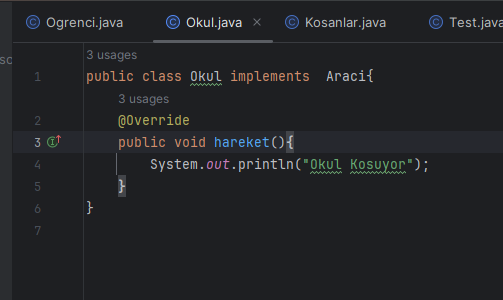 Ogrenci.java Okul.java Kosanlar.java Test.java
3 usages
1 public class Okul implements  Araci{
3 usages
2 @Override
3 public void hareket(){
4 System.out.println("Okul Kosuyor");
5 }
6 }
7